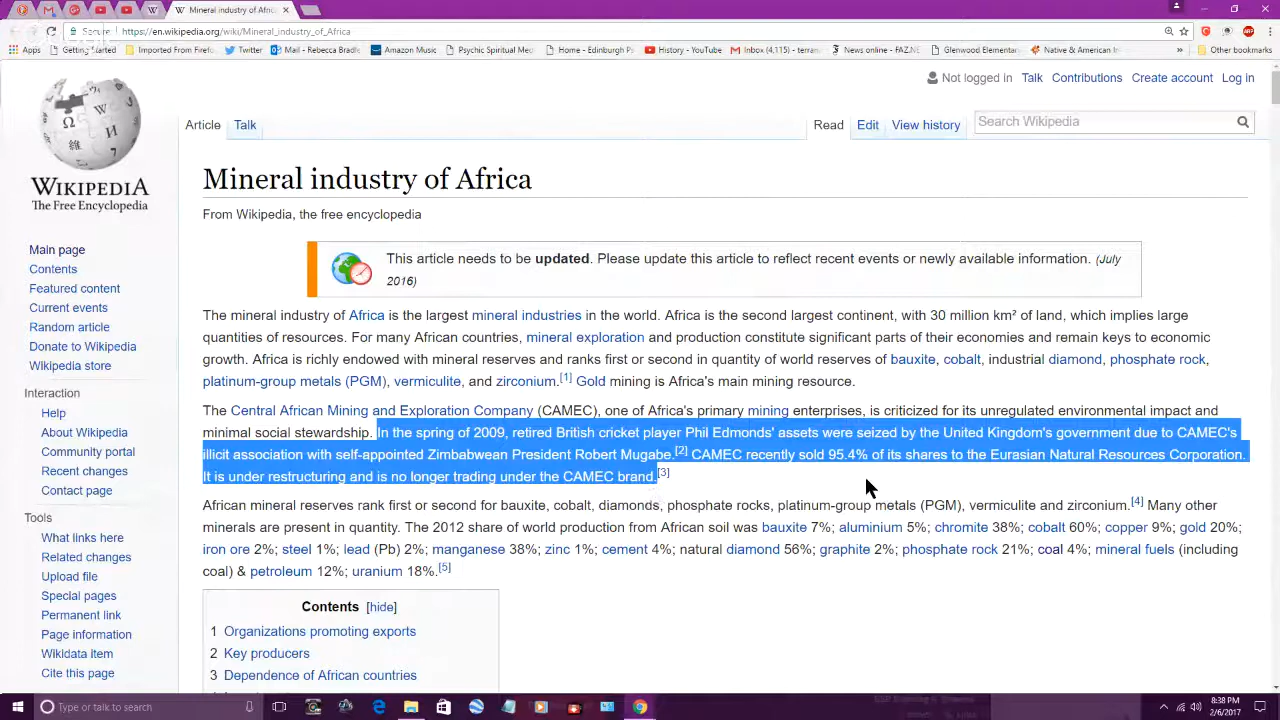 Mineral industry of Africa
Secure
https://en.wikipedia.org/wiki/Mineral_industry_of_Africa
Apps Getting Started Imported From Firefo Twitter Mail - Rebecca Bradle Amazon Music Psychic Spiritual Med Home - Edinburgh Pa History - YouTube Inbox (4,115) - terran News online - FAZ.NE Glenwood Elementar Native & American In » Other bookmarks
Not logged in Talk Contributions Create account Log in
Article Talk Read Edit View history Search Wikipedia
WIKIPEDIA
The Free Encyclopedia
Main page
Contents
Featured content
Current events
Random article
Donate to Wikipedia
Wikipedia store
Interaction
Help
About Wikipedia
Community portal
Recent changes
Contact page
Tools
What links here
Related changes
Upload file
Special pages
Permanent link
Page information
Wikidata item
Cite this page
Mineral industry of Africa
From Wikipedia, the free encyclopedia
This article needs to be updated. Please update this article to reflect recent events or newly available information. (July
2016)
The mineral industry of Africa is the largest mineral industries in the world. Africa is the second largest continent, with 30 million km² of land, which implies large
quantities of resources. For many African countries, mineral exploration and production constitute significant parts of their economies and remain keys to economic
growth. Africa is richly endowed with mineral reserves and ranks first or second in quantity of world reserves of bauxite, cobalt, industrial diamond, phosphate rock,
platinum-group metals (PGM), vermiculite, and zirconium.[1] Gold mining is Africa's main mining resource.
The Central African Mining and Exploration Company (CAMEC), one of Africa's primary mining enterprises, is criticized for its unregulated environmental impact and
minimal social stewardship. In the spring of 2009, retired British cricket player Phil Edmonds' assets were seized by the United Kingdom's government due to CAMEC's
illicit association with self-appointed Zimbabwean President Robert Mugabe.[2] CAMEC recently sold 95.4% of its shares to the Eurasian Natural Resources Corporation.
It is under restructuring and is no longer trading under the CAMEC brand.[3]
African mineral reserves rank first or second for bauxite, cobalt, diamonds, phosphate rocks, platinum-group metals (PGM), vermiculite and zirconium.[4] Many other
minerals are present in quantity. The 2012 share of world production from African soil was bauxite 7%; aluminium 5%; chromite 38%; cobalt 60%; copper 9%; gold 20%;
iron ore 2%; steel 1%; lead (Pb) 2%; manganese 38%; zinc 1%; cement 4%; natural diamond 56%; graphite 2%; phosphate rock 21%; coal 4%; mineral fuels (including
coal) & petroleum 12%; uranium 18%.[5]
Contents [hide]
1 Organizations promoting exports
2 Key producers
3 Dependence of African countries
Type or talk to search
8:38 PM
2/6/2017